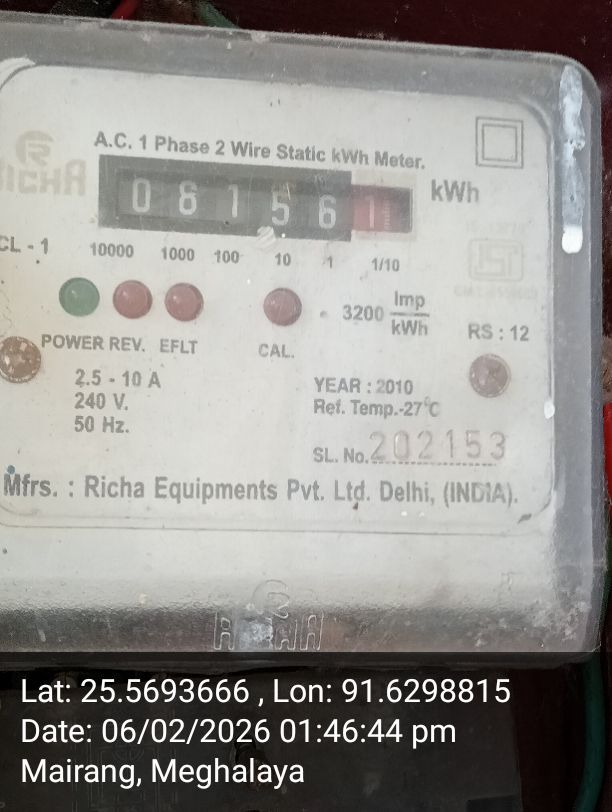 RICHA
A.C. 1 Phase 2 Wire Static kWh Meter.
0 8 1 5 6 1 kWh
CL - 1 10000 1000 100 10 1 1/10
3200 Imp/kWh
RS : 12
POWER REV. EFLT CAL.
2.5 - 10 A
240 V.
50 Hz.
YEAR : 2010
Ref. Temp.-27°C
SL. No. 202153
Mfrs. : Richa Equipments Pvt. Ltd. Delhi, (INDIA).
RICHA
Lat: 25.5693666 , Lon: 91.6298815
Date: 06/02/2026 01:46:44 pm
Mairang, Meghalaya